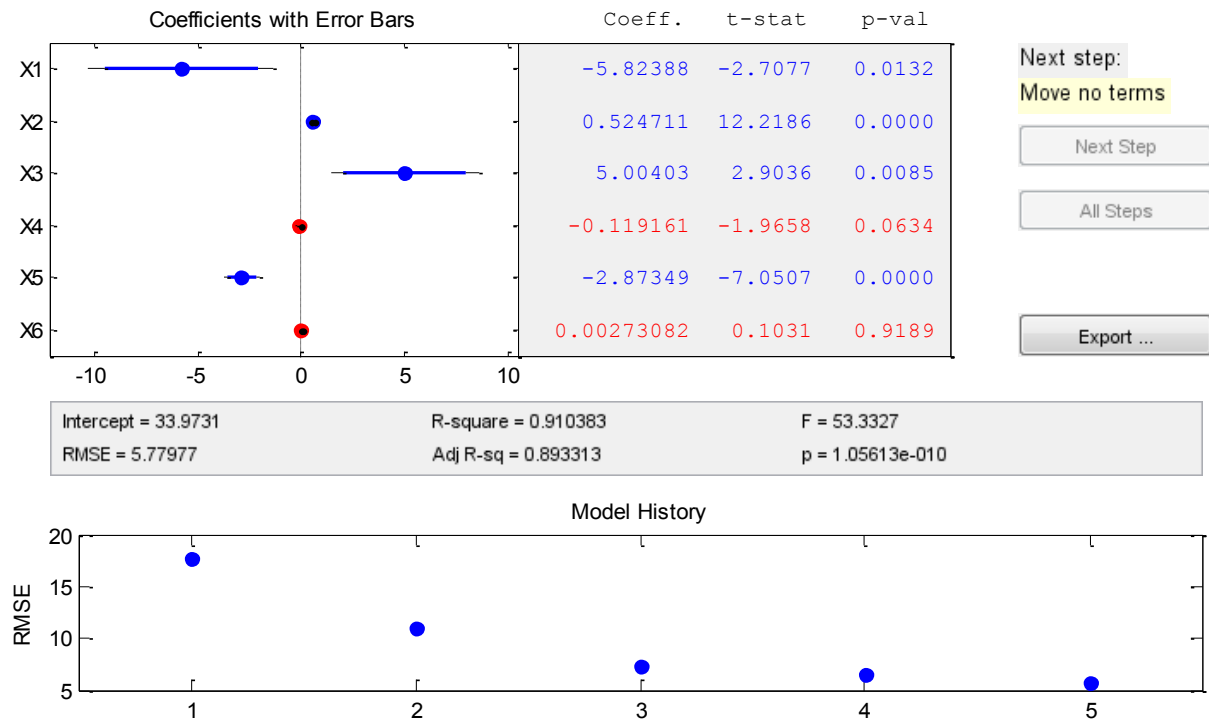 Coefficients with Error Bars
Coeff. t-stat p-val
X1 -5.82388 -2.7077 0.0132
X2 0.524711 12.2186 0.0000
X3 5.00403 2.9036 0.0085
X4 -0.119161 -1.9658 0.0634
X5 -2.87349 -7.0507 0.0000
X6 0.00273082 0.1031 0.9189
-10 -5 0 5 10
Next step:
Move no terms
Next Step
All Steps
Export ...
Intercept = 33.9731 R-square = 0.910383 F = 53.3327
RMSE = 5.77977 Adj R-sq = 0.893313 p = 1.05613e-010
Model History
RMSE
20
15
10
5
1 2 3 4 5